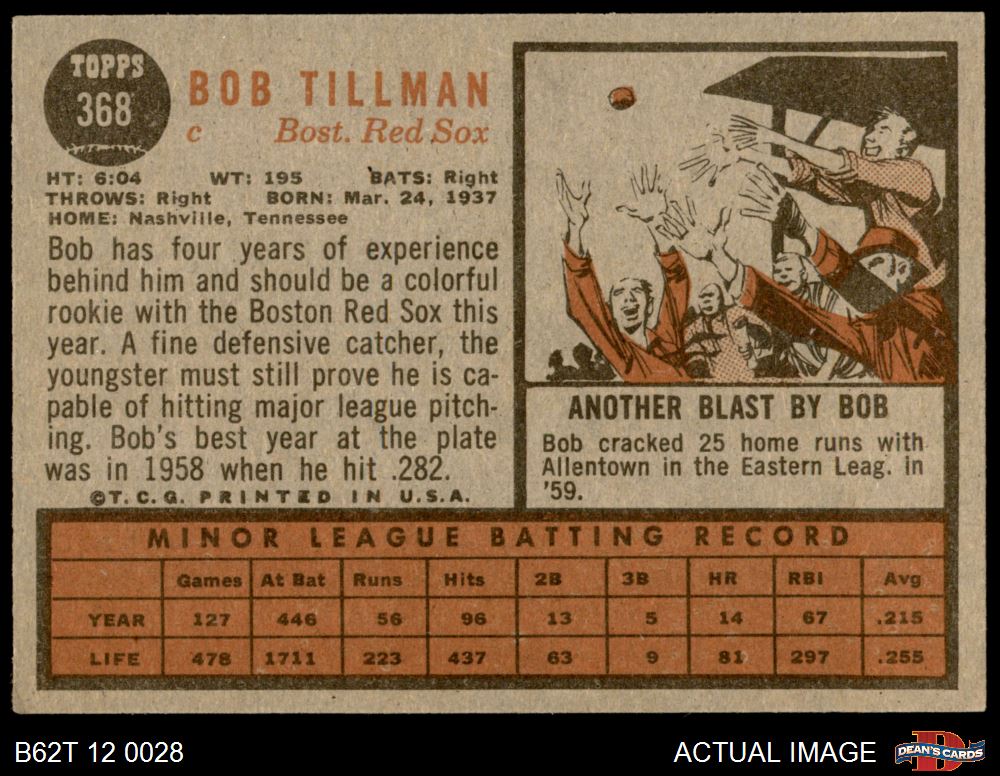 TOPPS
368
BOB TILLMAN
c Bost. Red Sox
HT: 6:04 WT: 195 BATS: Right
THROWS: Right BORN: Mar. 24, 1937
HOME: Nashville, Tennessee
Bob has four years of experience
behind him and should be a colorful
rookie with the Boston Red Sox this
year. A fine defensive catcher, the
youngster must still prove he is ca-
pable of hitting major league pitch-
ing. Bob's best year at the plate
was in 1958 when he hit .282.
©T. C. G. PRINTED IN U.S.A.
ANOTHER BLAST BY BOB
Bob cracked 25 home runs with
Allentown in the Eastern Leag. in
'59.
MINOR LEAGUE BATTING RECORD
Games At Bat Runs Hits 2B 3B HR RBI Avg
YEAR 127 446 56 96 13 5 14 67 .215
LIFE 478 1711 223 437 63 9 81 297 .255
B62T 12 0028
ACTUAL IMAGE
D
DEAN'S CARDS